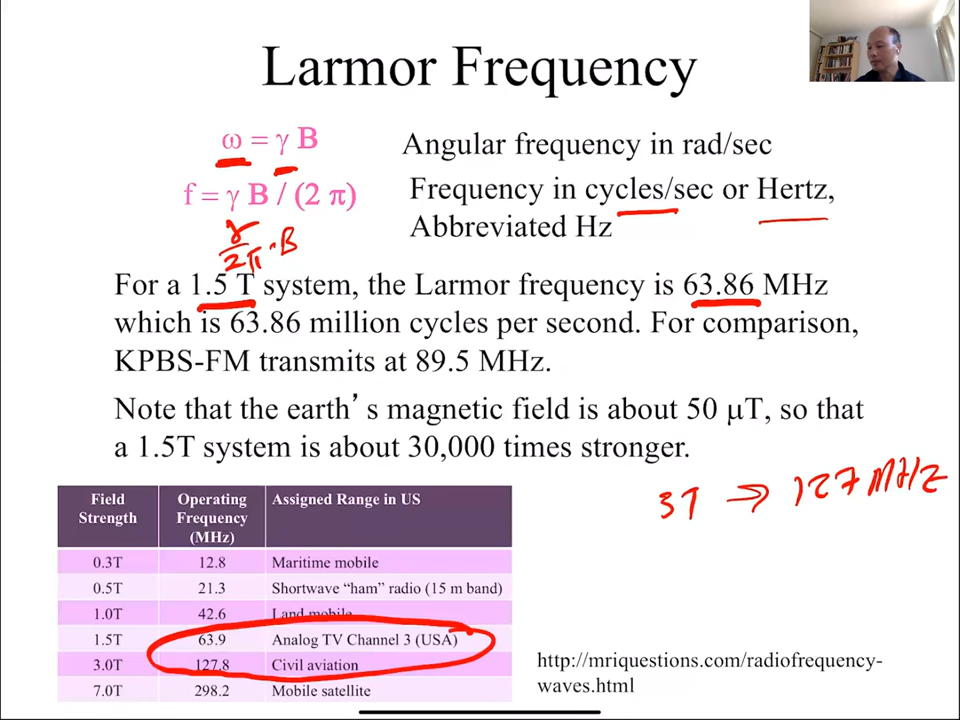 Larmor Frequency
ω = γ B
Angular frequency in rad/sec
f = γ B / (2 π)
Frequency in cycles/sec or Hertz,
Abbreviated Hz
γ/2π · B
For a 1.5 T system, the Larmor frequency is 63.86 MHz
which is 63.86 million cycles per second. For comparison,
KPBS-FM transmits at 89.5 MHz.
Note that the earth's magnetic field is about 50 μT, so that
a 1.5T system is about 30,000 times stronger.
3T ⇒ 127 MHz
Field Strength Operating Frequency (MHz) Assigned Range in US
0.3T 12.8 Maritime mobile
0.5T 21.3 Shortwave “ham” radio (15 m band)
1.0T 42.6 Land mobile
1.5T 63.9 Analog TV Channel 3 (USA)
3.0T 127.8 Civil aviation
7.0T 298.2 Mobile satellite
http://mriquestions.com/radiofrequency-
waves.html